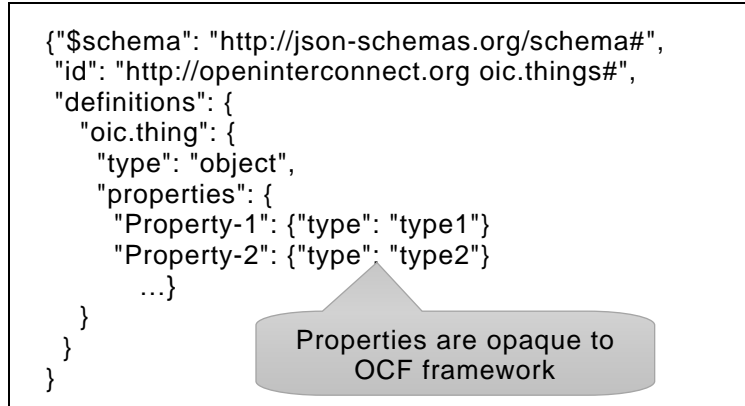 {"$schema": "http://json-schemas.org/schema#",
"id": "http://openinterconnect.org oic.things#",
"definitions": {
"oic.thing": {
"type": "object",
"properties": {
"Property-1": {"type": "type1"}
"Property-2": {"type": "type2"}
...}
}
}
}
Properties are opaque to
OCF framework